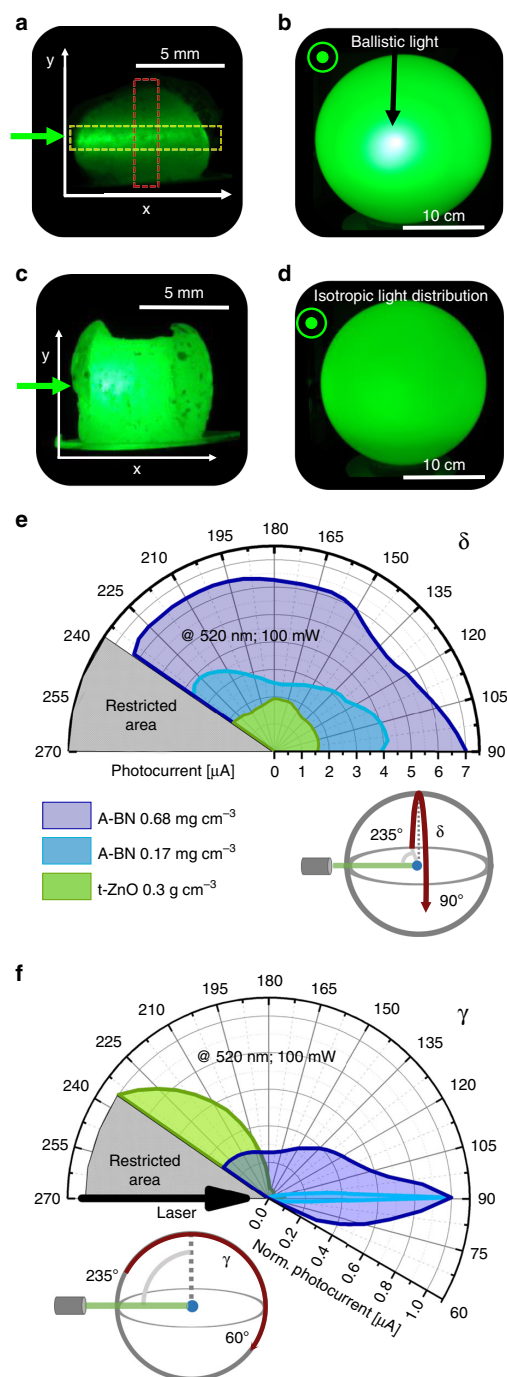 a
y
5 mm
x
b
Ballistic light
10 cm
c
5 mm
y
x
d
Isotropic light distribution
10 cm
e
δ
180
195
165
210
150
225
135
240
120
255
105
270
90
@ 520 nm; 100 mW
Restricted
area
Photocurrent [µA]
0 1 2 3 4 5 6 7
A-BN 0.68 mg cm⁻³
A-BN 0.17 mg cm⁻³
t-ZnO 0.3 g cm⁻³
235°
δ
90°
f
γ
180
195
165
210
150
225
135
240
120
255
105
270
90
75
60
@ 520 nm; 100 mW
Restricted
area
Laser
0.0 0.2 0.4 0.6 0.8 1.0
Norm. photocurrent [µA]
235°
γ
60°